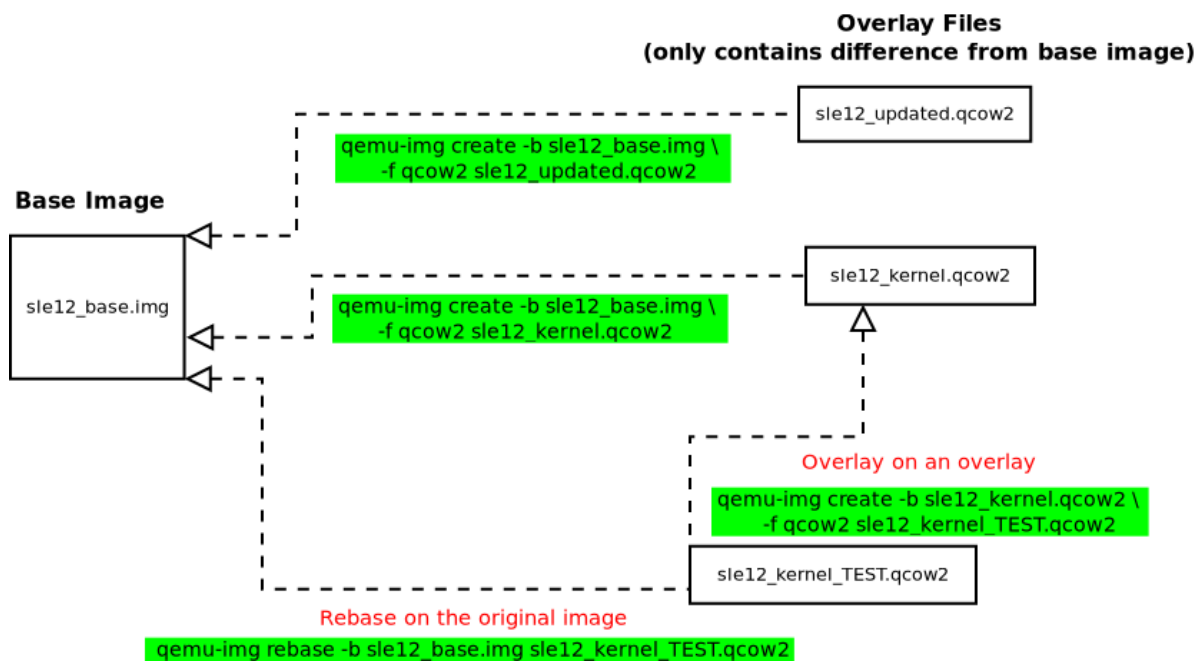 Overlay Files
(only contains difference from base image)
sle12_updated.qcow2
qemu-img create -b sle12_base.img \
-f qcow2 sle12_updated.qcow2
Base Image
sle12_base.img
sle12_kernel.qcow2
qemu-img create -b sle12_base.img \
-f qcow2 sle12_kernel.qcow2
Overlay on an overlay
qemu-img create -b sle12_kernel.qcow2 \
-f qcow2 sle12_kernel_TEST.qcow2
sle12_kernel_TEST.qcow2
Rebase on the original image
qemu-img rebase -b sle12_base.img sle12_kernel_TEST.qcow2